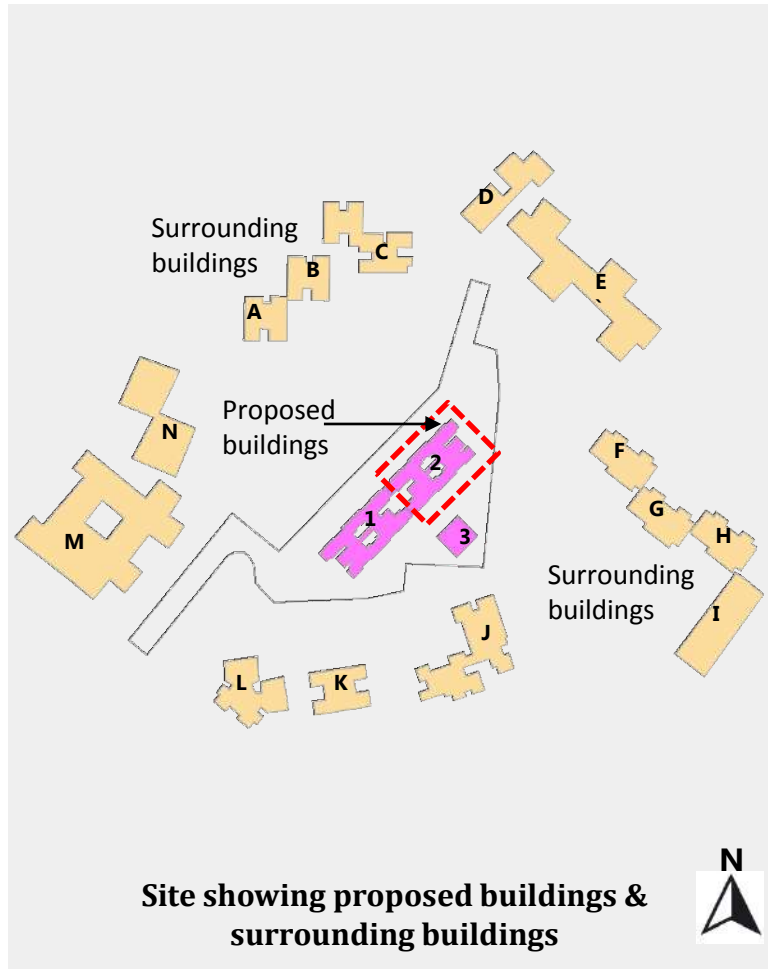 D
Surrounding
buildings
C
B
E
`
A
Proposed
buildings
N
F
2
G
1
H
M
3
Surrounding
buildings
I
J
L
K
N
Site showing proposed buildings &
surrounding buildings